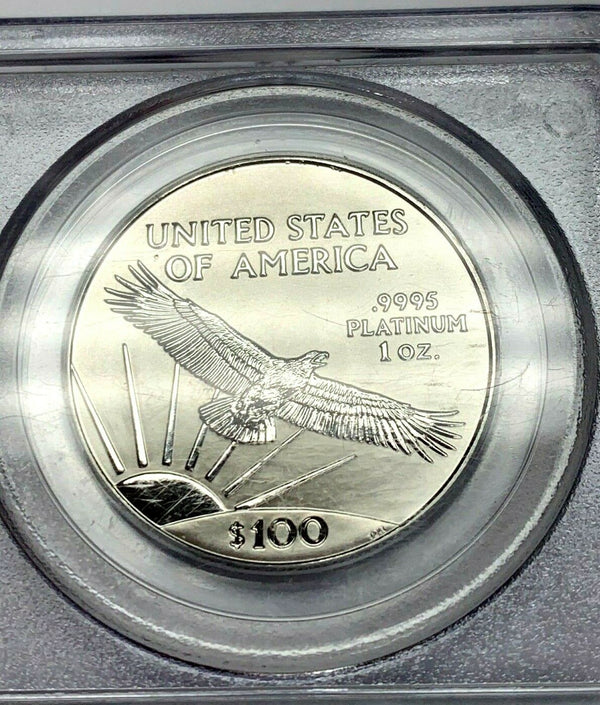 UNITED STATES
OF AMERICA
.9995
PLATINUM
1 OZ.
$100